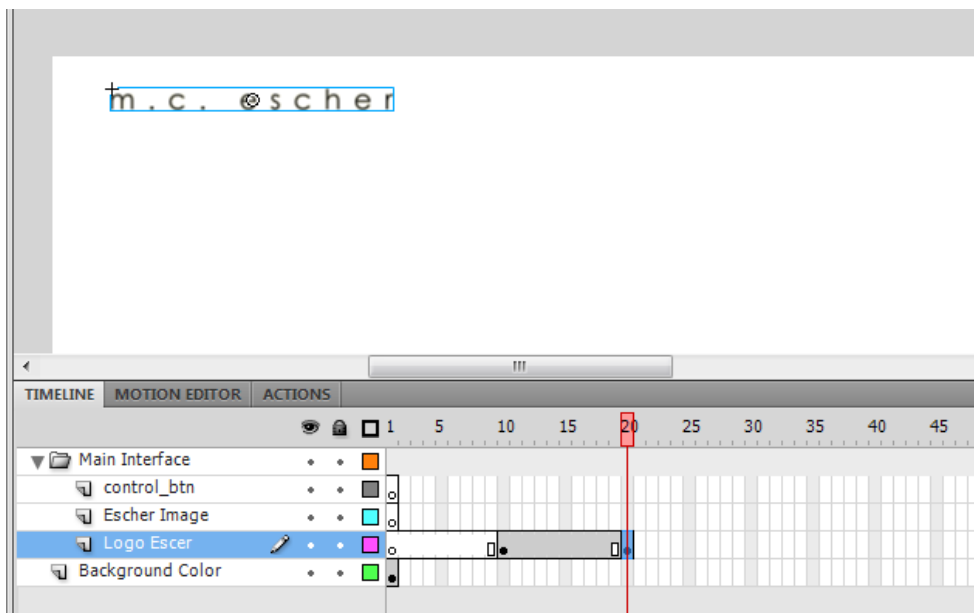 m.c. escher
TIMELINE MOTION EDITOR ACTIONS
1 5 10 15 20 25 30 35 40 45
Main Interface
control_btn
Escher Image
Logo Escer
Background Color